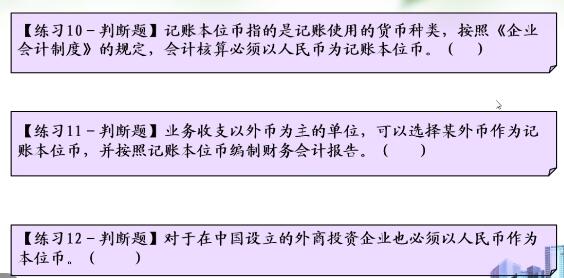 【练习10－判断题】记账本位币指的是记账使用的货币种类，按照《企业
会计制度》的规定，会计核算必须以人民币为记账本位币。（　）
【练习11－判断题】业务收支以外币为主的单位，可以选择某外币作为记
账本位币，并按照记账本位币编制财务会计报告。（　）
【练习12－判断题】对于在中国设立的外商投资企业也必须以人民币作为
本位币。（　）